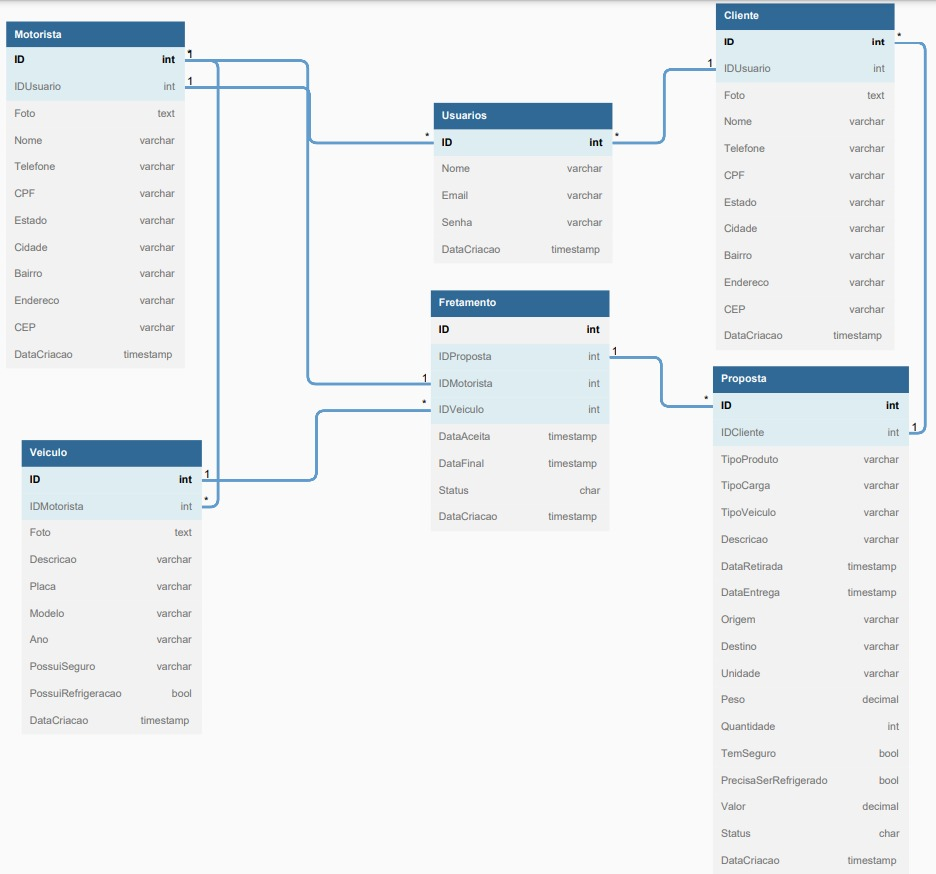 Motorista
ID int
IDUsuario int
Foto text
Nome varchar
Telefone varchar
CPF varchar
Estado varchar
Cidade varchar
Bairro varchar
Endereco varchar
CEP varchar
DataCriacao timestamp
1
1
Veiculo
ID int
IDMotorista int
Foto text
Descricao varchar
Placa varchar
Modelo varchar
Ano varchar
PossuiSeguro varchar
PossuiRefrigeracao bool
DataCriacao timestamp
1
*
Usuarios
* ID int *
Nome varchar
Email varchar
Senha varchar
DataCriacao timestamp
Fretamento
ID int
IDProposta int 1
1 IDMotorista int
* IDVeiculo int
DataAceita timestamp
DataFinal timestamp
Status char
DataCriacao timestamp
Cliente
ID int *
1 IDUsuario int
Foto text
Nome varchar
Telefone varchar
CPF varchar
Estado varchar
Cidade varchar
Bairro varchar
Endereco varchar
CEP varchar
DataCriacao timestamp
Proposta
* ID int
IDCliente int 1
TipoProduto varchar
TipoCarga varchar
TipoVeiculo varchar
Descricao varchar
DataRetirada timestamp
DataEntrega timestamp
Origem varchar
Destino varchar
Unidade varchar
Peso decimal
Quantidade int
TemSeguro bool
PrecisaSerRefrigerado bool
Valor decimal
Status char
DataCriacao timestamp